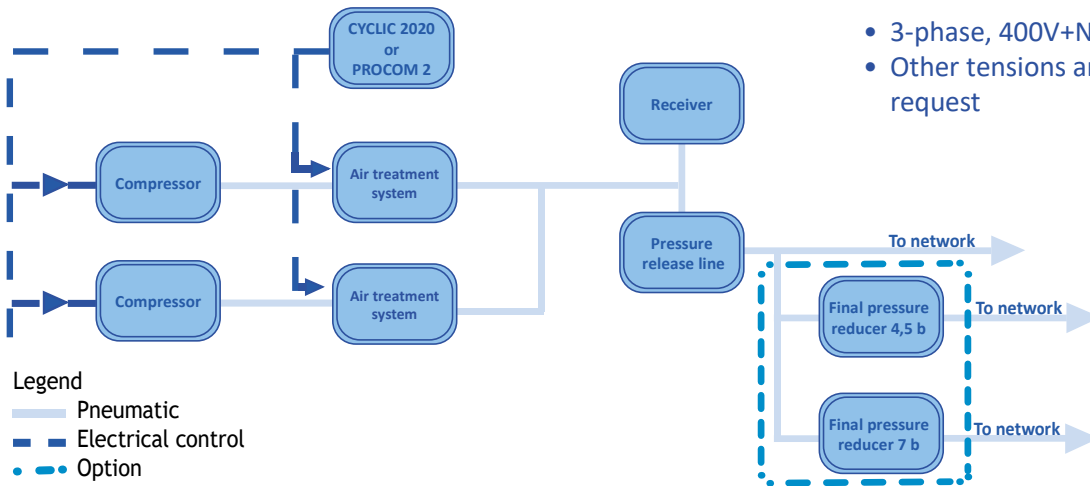 CYCLIC 2020
or
PROCOM 2
• 3-phase, 400V+N
• Other tensions
request
Receiver
Compressor
Air treatment
system
Pressure
release line
To network
Compressor
Air treatment
system
Final pressure
reducer 4,5 b
To network
Final pressure
reducer 7 b
To network
Legend
Pneumatic
Electrical control
Option